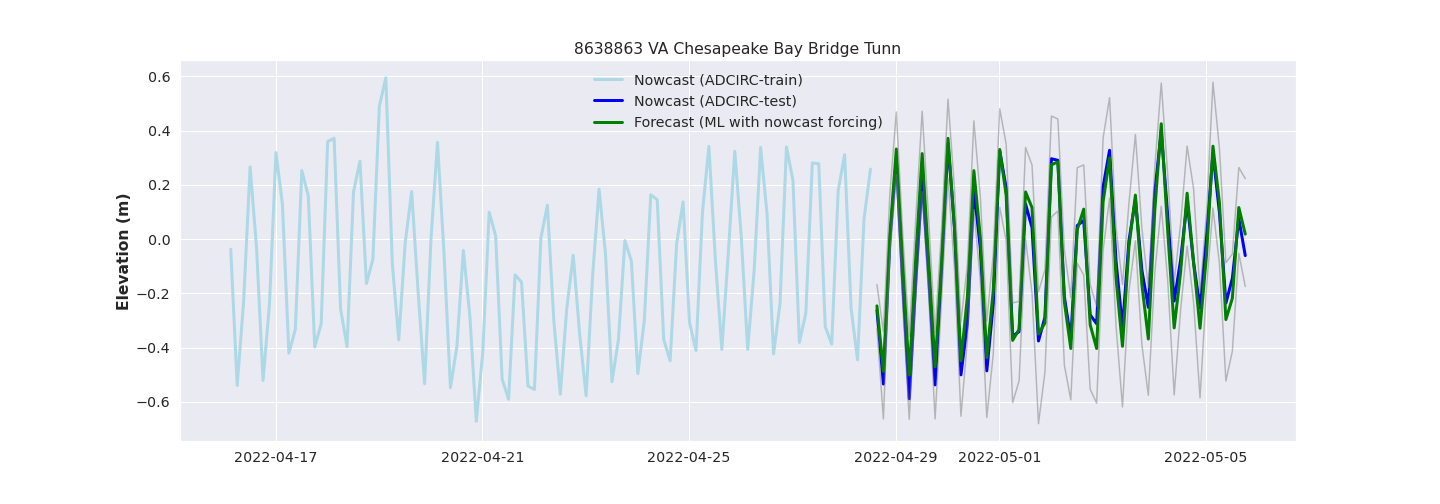 8638863 VA Chesapeake Bay Bridge Tunn
Nowcast (ADCIRC-train)
Nowcast (ADCIRC-test)
Forecast (ML with nowcast forcing)
Elevation (m)
0.6
0.4
0.2
0.0
−0.2
−0.4
−0.6
2022-04-17 2022-04-21 2022-04-25 2022-04-29 2022-05-01 2022-05-05